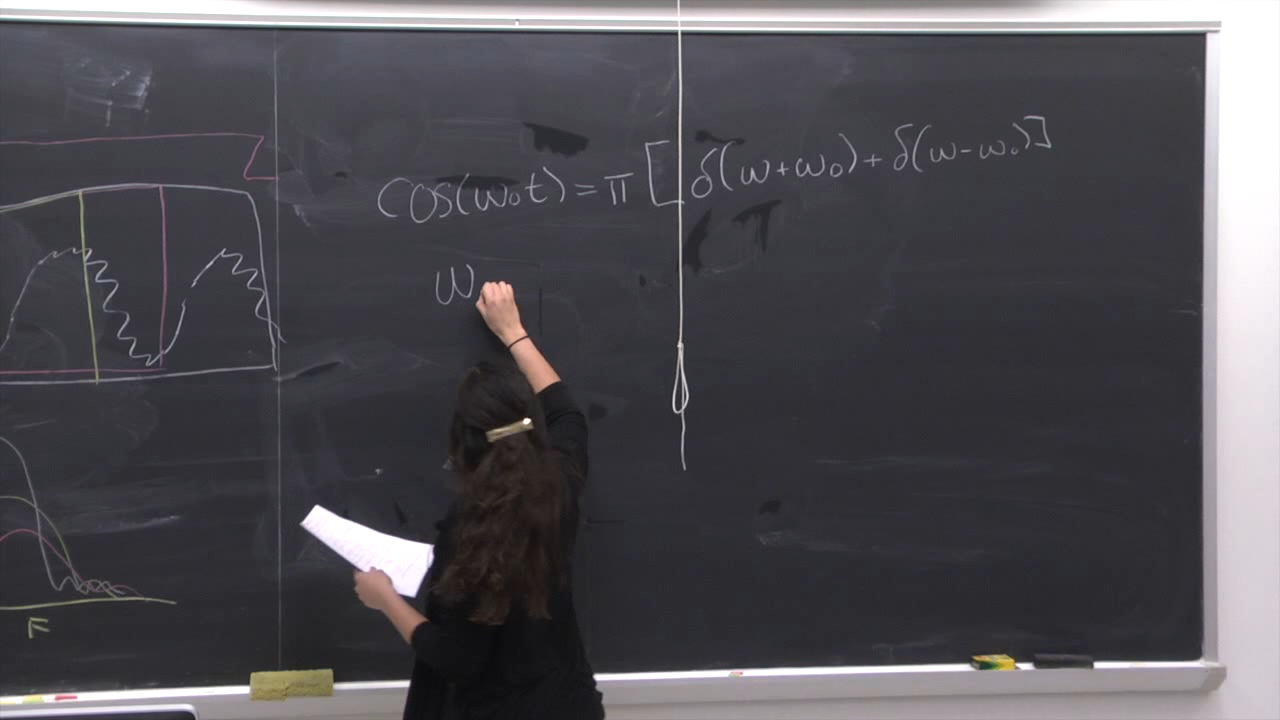 cos(ω₀t) = π [ δ(ω+ω₀) + δ(ω-ω₀) ]
ω
F